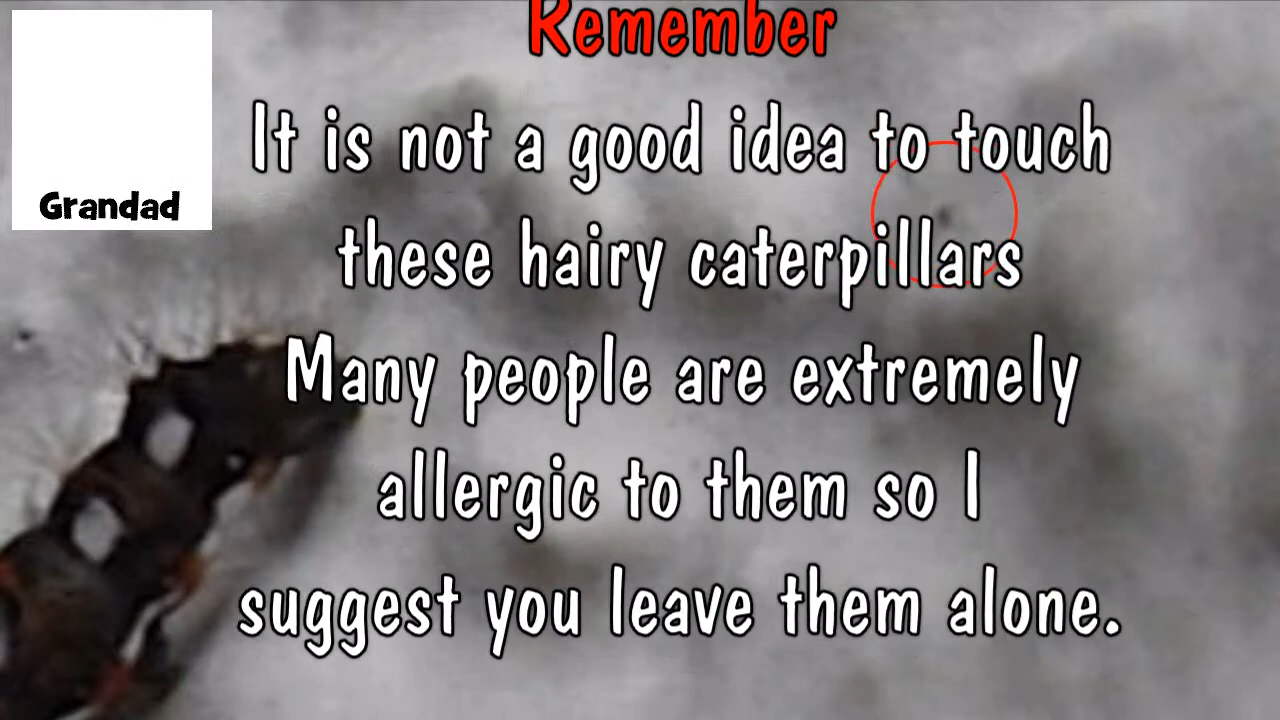 Remember
Grandad
It is not a good idea to touch
these hairy caterpillars
Many people are extremely
allergic to them so I
suggest you leave them alone.